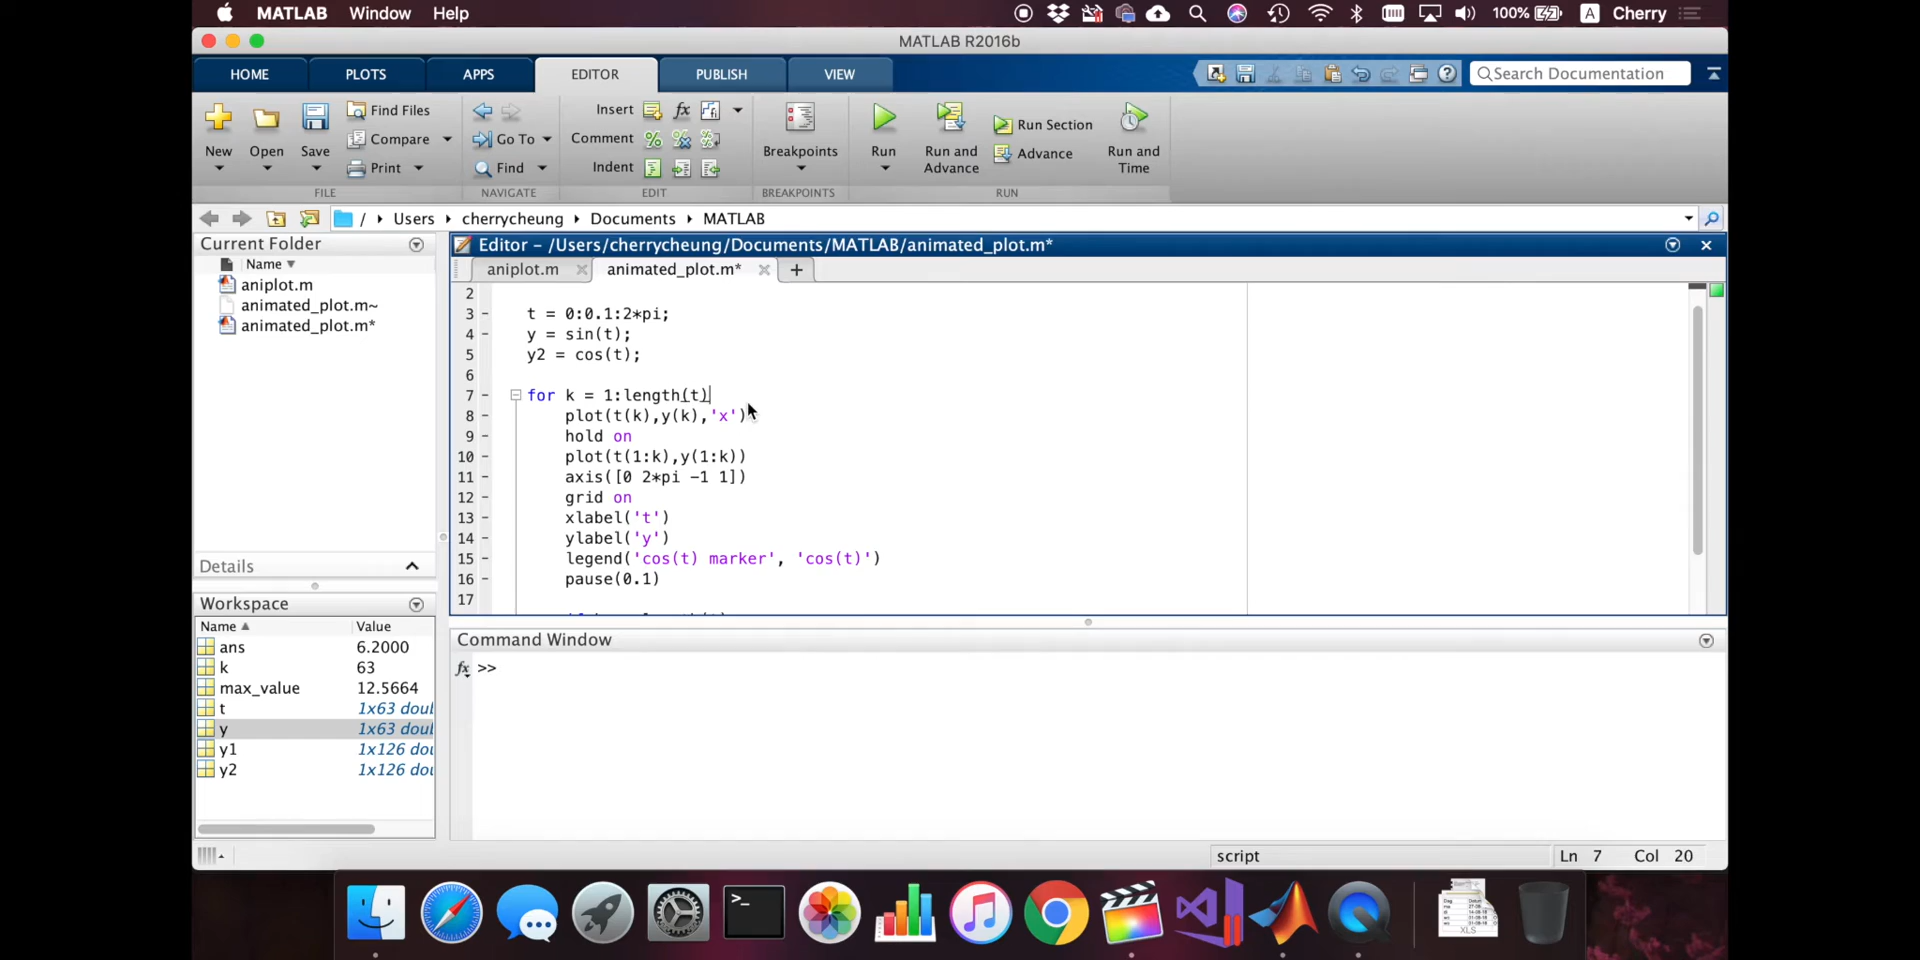 MATLAB Window Help 100% A Cherry
MATLAB R2016b
HOME PLOTS APPS EDITOR PUBLISH VIEW Search Documentation
New Open Save Find Files Compare Print
Go To Find
Insert fx
Comment
Indent
Breakpoints Run Run and Advance Run Section Advance Run and Time
FILE NAVIGATE EDIT BREAKPOINTS RUN
/ Users cherrycheung Documents MATLAB
Current Folder
Name
aniplot.m
animated_plot.m~
animated_plot.m*
Details
Workspace
Name Value
ans 6.2000
k 63
max_value 12.5664
t 1x63 dou
y 1x63 dou
y1 1x126 dou
y2 1x126 dou
Editor - /Users/cherrycheung/Documents/MATLAB/animated_plot.m*
aniplot.m animated_plot.m* +
2
3 - t = 0:0.1:2*pi;
4 - y = sin(t);
5 - y2 = cos(t);
6
7 - for k = 1:length(t)
8 - plot(t(k),y(k),'x')
9 - hold on
10 - plot(t(1:k),y(1:k))
11 - axis([0 2*pi -1 1])
12 - grid on
13 - xlabel('t')
14 - ylabel('y')
15 - legend('cos(t) marker', 'cos(t)')
16 - pause(0.1)
17
Command Window
fx >>
script Ln 7 Col 20
>_
XLS